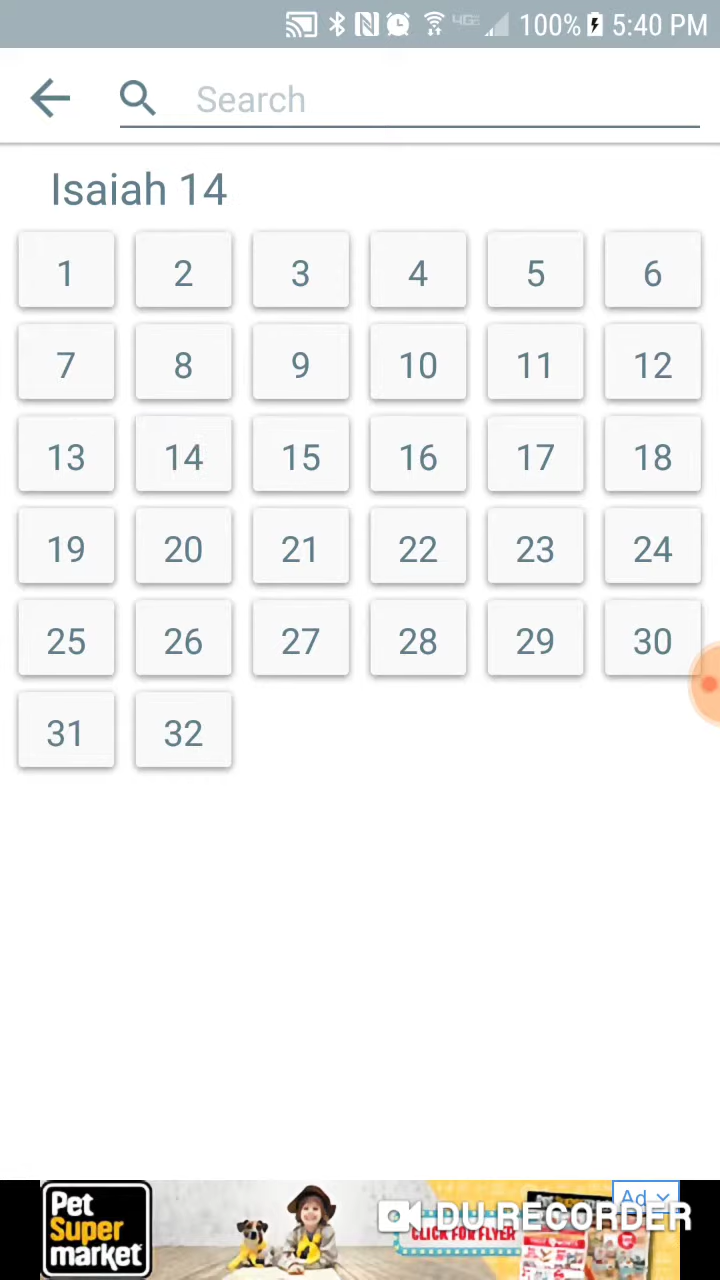 4GE 100% 5:40 PM
Search
Isaiah 14
1 2 3 4 5 6
7 8 9 10 11 12
13 14 15 16 17 18
19 20 21 22 23 24
25 26 27 28 29 30
31 32
Pet
Super
market
Ad
DU RECORDER
CLICK FOR FLYER